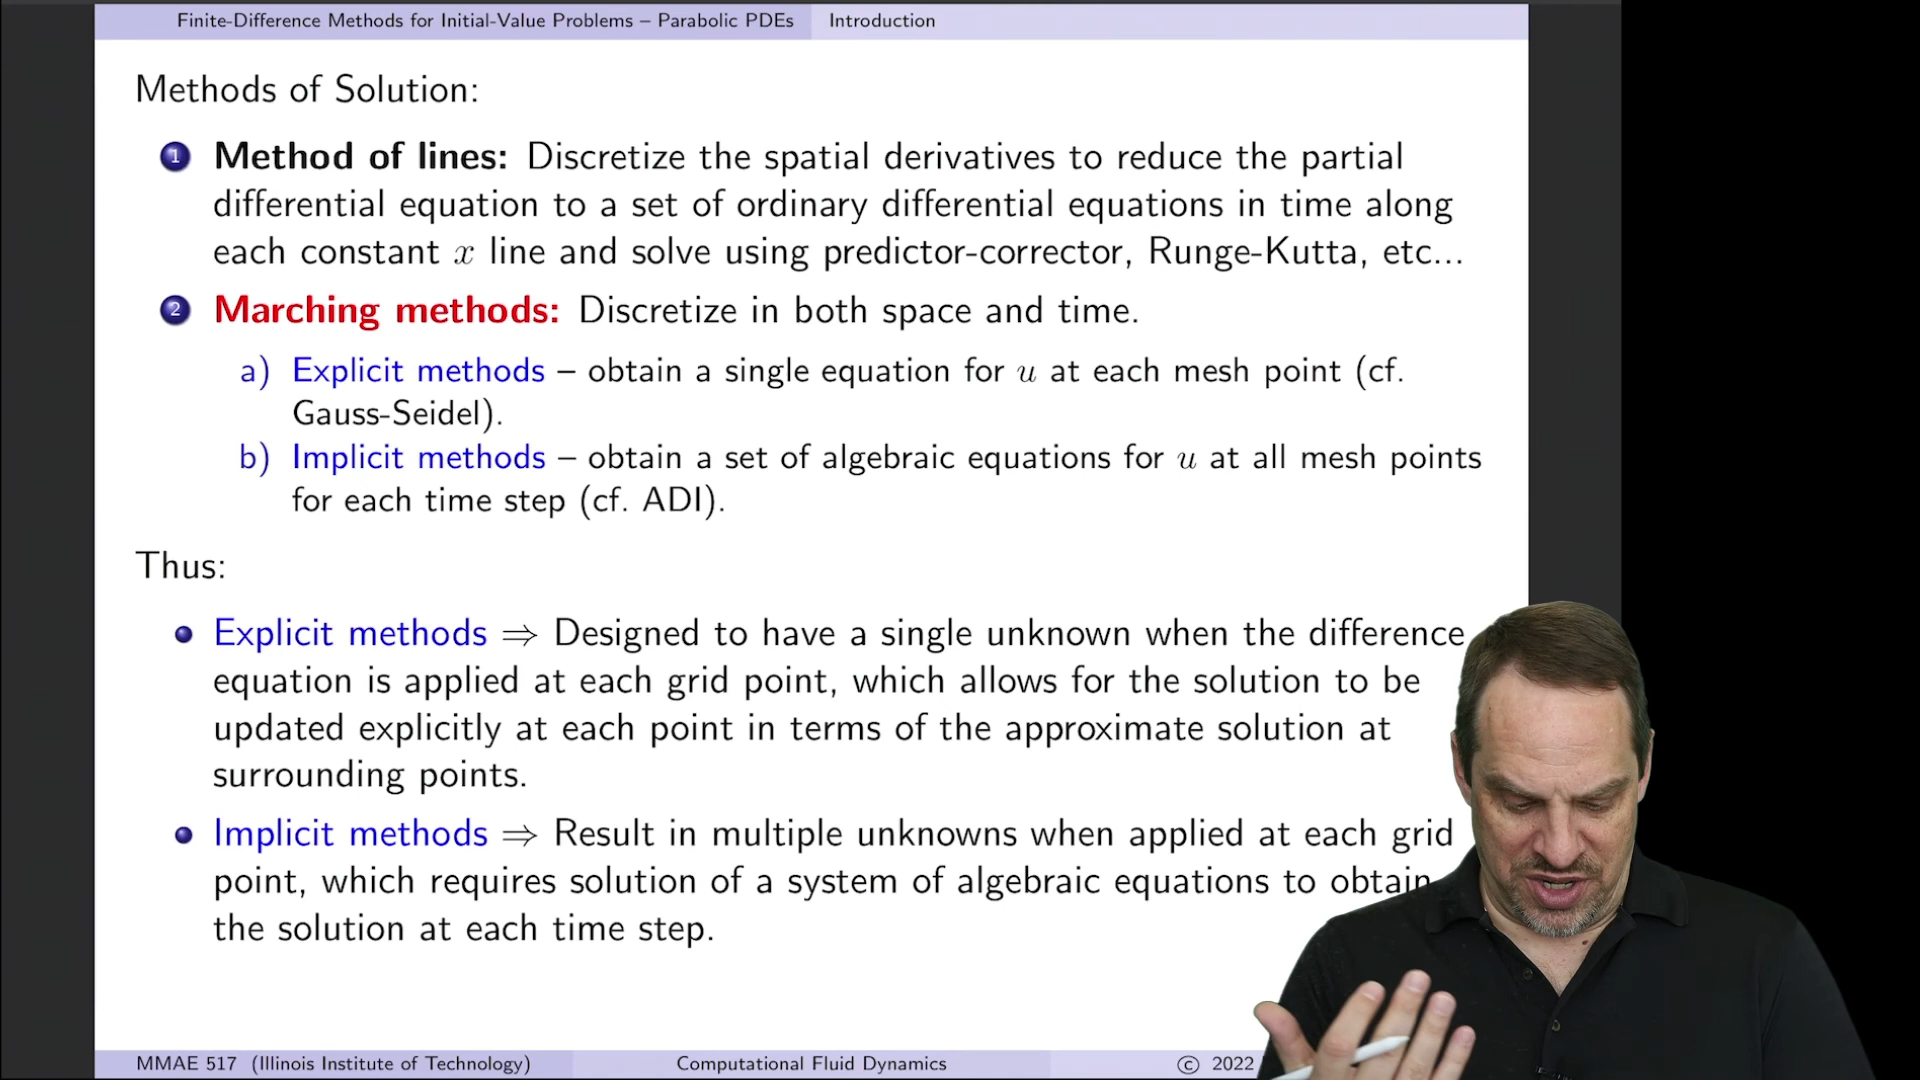 Finite-Difference Methods for Initial-Value Problems – Parabolic PDEs Introduction
Methods of Solution:
1 Method of lines: Discretize the spatial derivatives to reduce the partial
differential equation to a set of ordinary differential equations in time along
each constant x line and solve using predictor-corrector, Runge-Kutta, etc...
2 Marching methods: Discretize in both space and time.
a) Explicit methods – obtain a single equation for u at each mesh point (cf.
Gauss-Seidel).
b) Implicit methods – obtain a set of algebraic equations for u at all mesh points
for each time step (cf. ADI).
Thus:
• Explicit methods ⇒ Designed to have a single unknown when the difference
equation is applied at each grid point, which allows for the solution to be
updated explicitly at each point in terms of the approximate solution at
surrounding points.
• Implicit methods ⇒ Result in multiple unknowns when applied at each grid
point, which requires solution of a system of algebraic equations to obtain
the solution at each time step.
MMAE 517 (Illinois Institute of Technology) Computational Fluid Dynamics © 2022